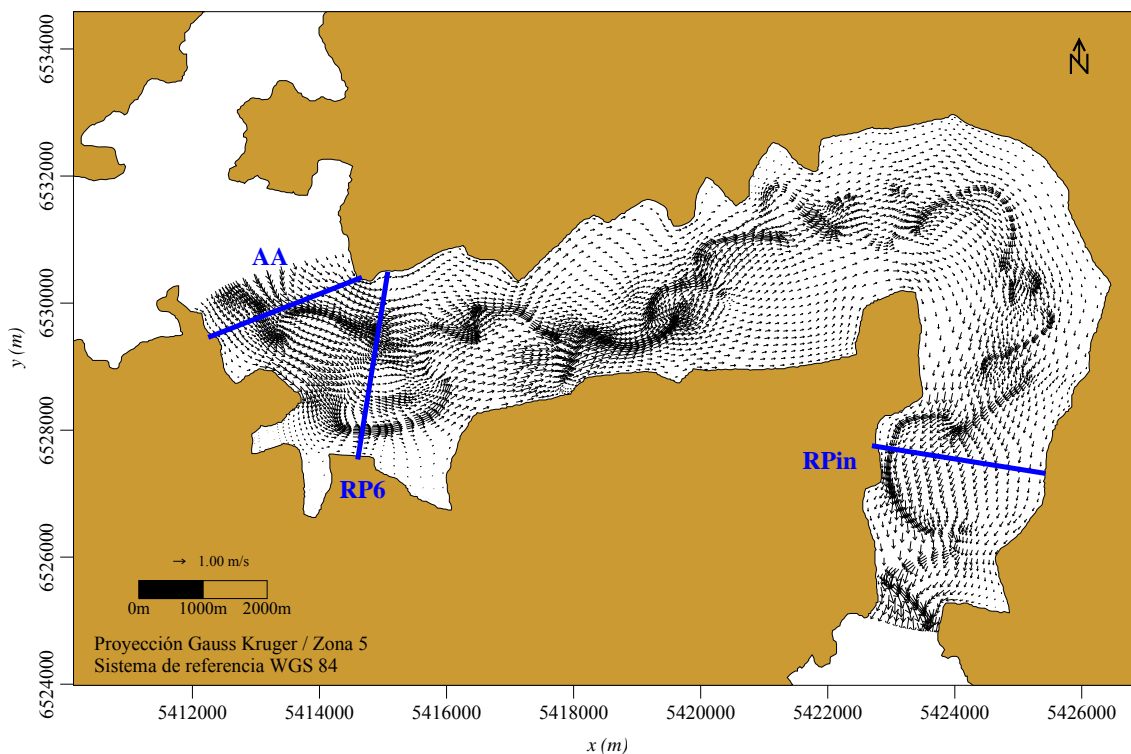 6534000
6532000
6530000
6528000
6526000
6524000
y (m)
N
AA
RP6
RPin
1.00 m/s
0m 1000m 2000m
Proyección Gauss Kruger / Zona 5
Sistema de referencia WGS 84
5412000 5414000 5416000 5418000 5420000 5422000 5424000 5426000
x (m)